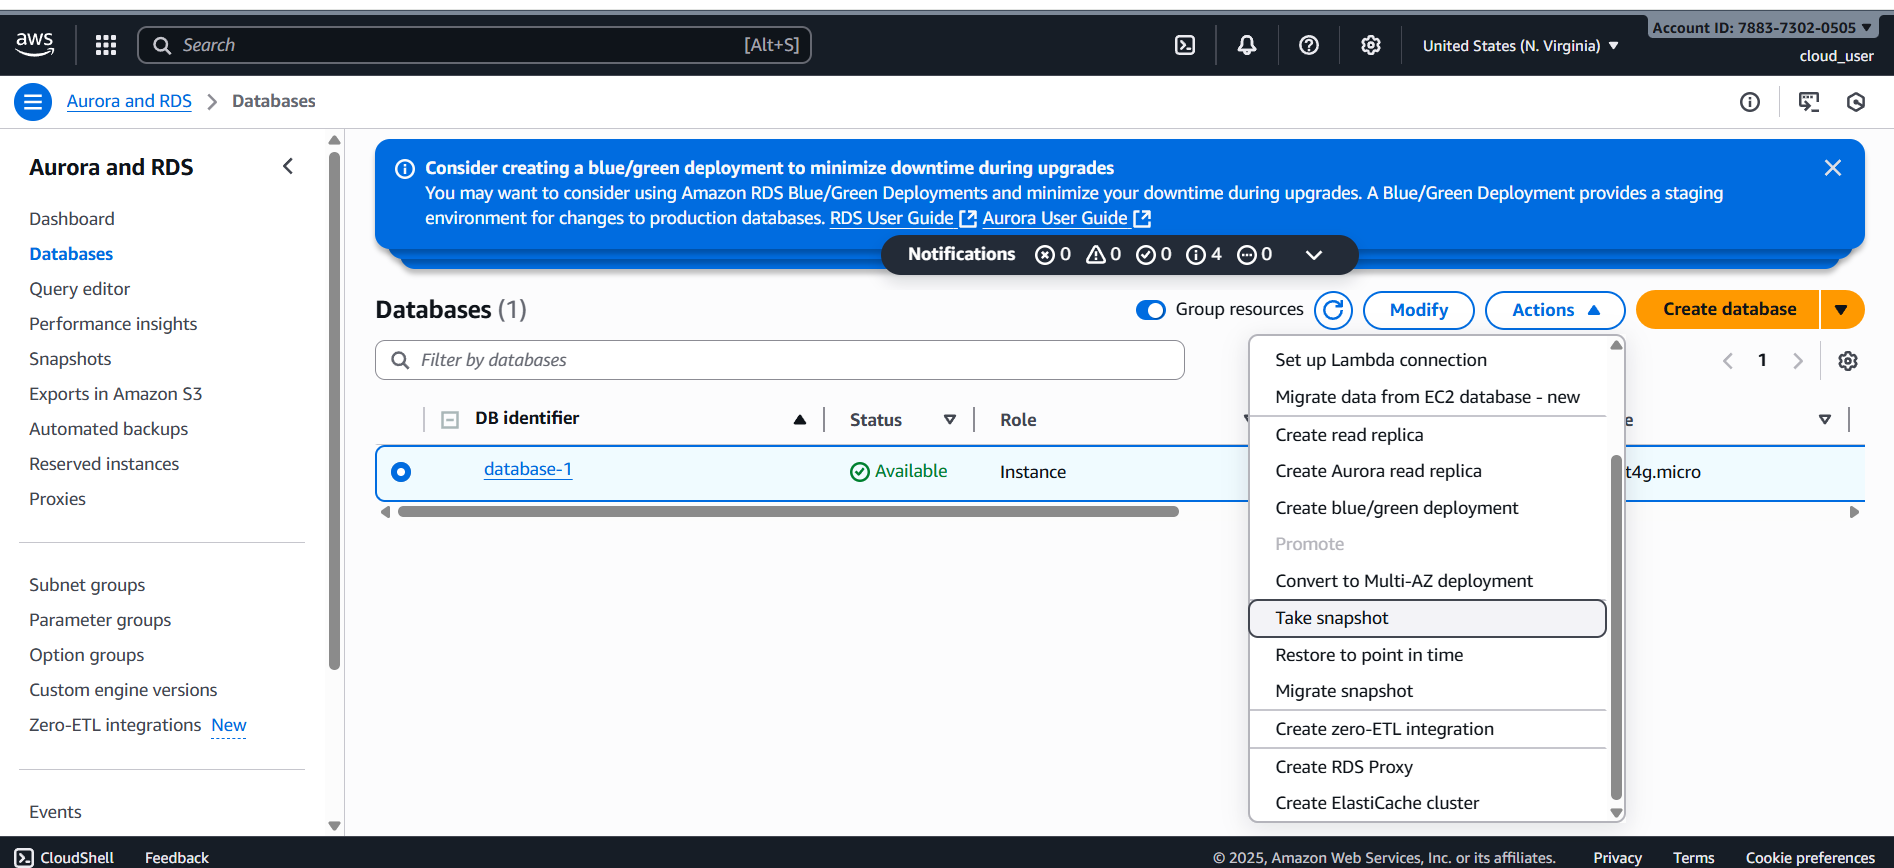 aws
Search
[Alt+S]
United States (N. Virginia)
Account ID: 7883-7302-0505
cloud_user
Aurora and RDS
Databases
Aurora and RDS
Dashboard
Databases
Query editor
Performance insights
Snapshots
Exports in Amazon S3
Automated backups
Reserved instances
Proxies
Subnet groups
Parameter groups
Option groups
Custom engine versions
Zero-ETL integrations New
Events
Consider creating a blue/green deployment to minimize downtime during upgrades
You may want to consider using Amazon RDS Blue/Green Deployments and minimize your downtime during upgrades. A Blue/Green Deployment provides a staging
environment for changes to production databases. RDS User Guide Aurora User Guide
Notifications 0 0 0 4 0
Databases (1)
Group resources
Modify
Actions
Create database
Filter by databases
1
DB identifier
Status
Role
e
database-1
Available
Instance
t4g.micro
Set up Lambda connection
Migrate data from EC2 database - new
Create read replica
Create Aurora read replica
Create blue/green deployment
Promote
Convert to Multi-AZ deployment
Take snapshot
Restore to point in time
Migrate snapshot
Create zero-ETL integration
Create RDS Proxy
Create ElastiCache cluster
CloudShell
Feedback
© 2025, Amazon Web Services, Inc. or its affiliates.
Privacy
Terms
Cookie preferences